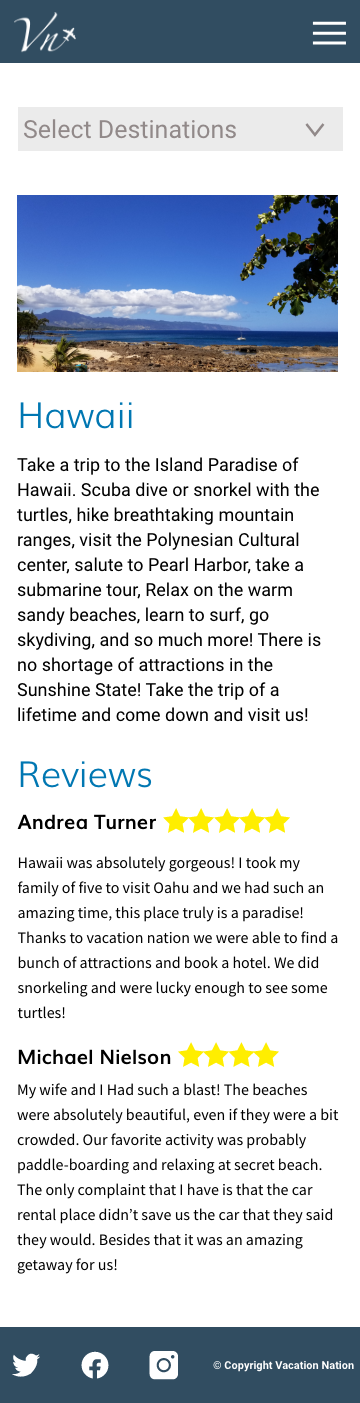 Vn
Select Destinations
Hawaii
Take a trip to the Island Paradise of
Hawaii. Scuba dive or snorkel with the
turtles, hike breathtaking mountain
ranges, visit the Polynesian Cultural
center, salute to Pearl Harbor, take a
submarine tour, Relax on the warm
sandy beaches, learn to surf, go
skydiving, and so much more! There is
no shortage of attractions in the
Sunshine State! Take the trip of a
lifetime and come down and visit us!
Reviews
Andrea Turner
Hawaii was absolutely gorgeous! I took my
family of five to visit Oahu and we had such an
amazing time, this place truly is a paradise!
Thanks to vacation nation we were able to find a
bunch of attractions and book a hotel. We did
snorkeling and were lucky enough to see some
turtles!
Michael Nielson
My wife and I Had such a blast! The beaches
were absolutely beautiful, even if they were a bit
crowded. Our favorite activity was probably
paddle-boarding and relaxing at secret beach.
The only complaint that I have is that the car
rental place didn’t save us the car that they said
they would. Besides that it was an amazing
getaway for us!
© Copyright Vacation Nation